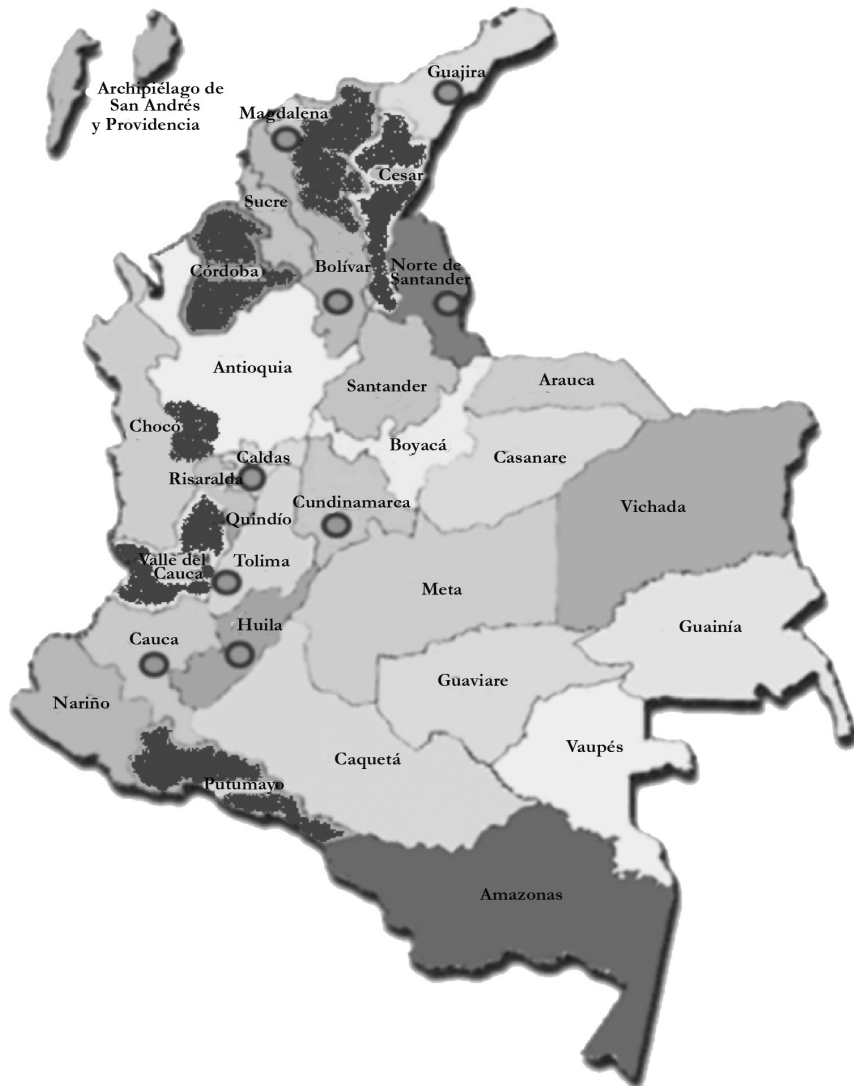 Guajira
Archipiélago de
San Andrés
y Providencia
Magdalena
Cesar
Sucre
Córdoba
Bolívar
Norte de
Santander
Antioquia
Santander
Arauca
Chocó
Boyacá
Caldas
Casanare
Risaralda
Cundinamarca
Vichada
Quindío
Valle del
Cauca
Tolima
Meta
Huila
Guainía
Cauca
Guaviare
Nariño
Vaupés
Caquetá
Putumayo
Amazonas